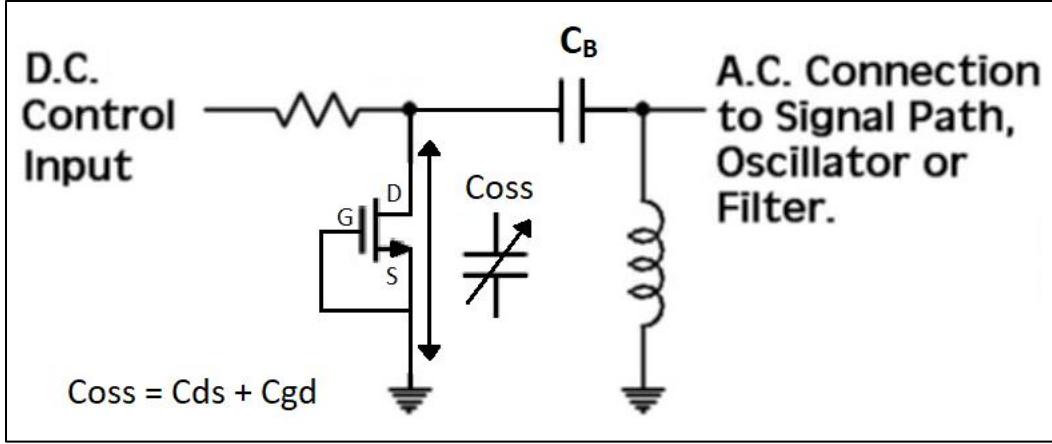 D.C.
Control
Input
C_B
A.C. Connection
to Signal Path,
Oscillator or
Filter.
D
G
S
Coss
Coss = Cds + Cgd